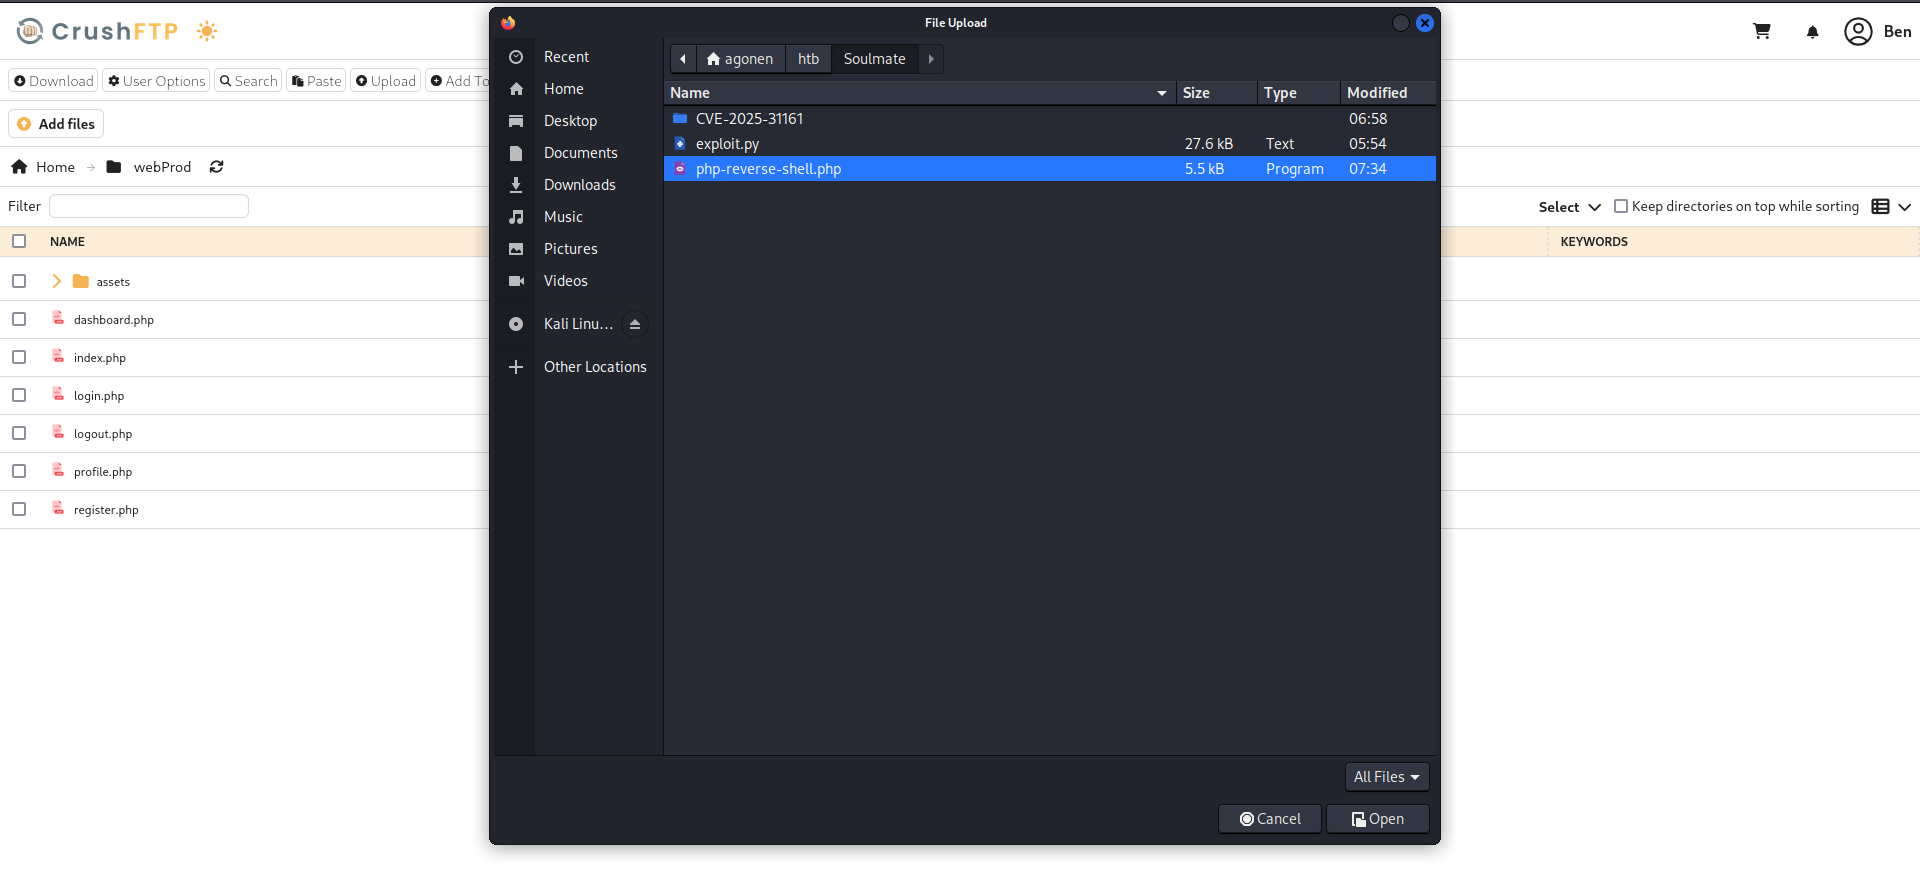 CrushFTP
Ben
Download User Options Search Paste Upload Add To
Add files
Home webProd
Filter
Select Keep directories on top while sorting
NAME KEYWORDS
assets
dashboard.php
index.php
login.php
logout.php
profile.php
register.php
File Upload
Recent
Home
Desktop
Documents
Downloads
Music
Pictures
Videos
Kali Linu...
Other Locations
agonen htb Soulmate
Name Size Type Modified
CVE-2025-31161 06:58
exploit.py 27.6 kB Text 05:54
php-reverse-shell.php 5.5 kB Program 07:34
All Files
Cancel Open